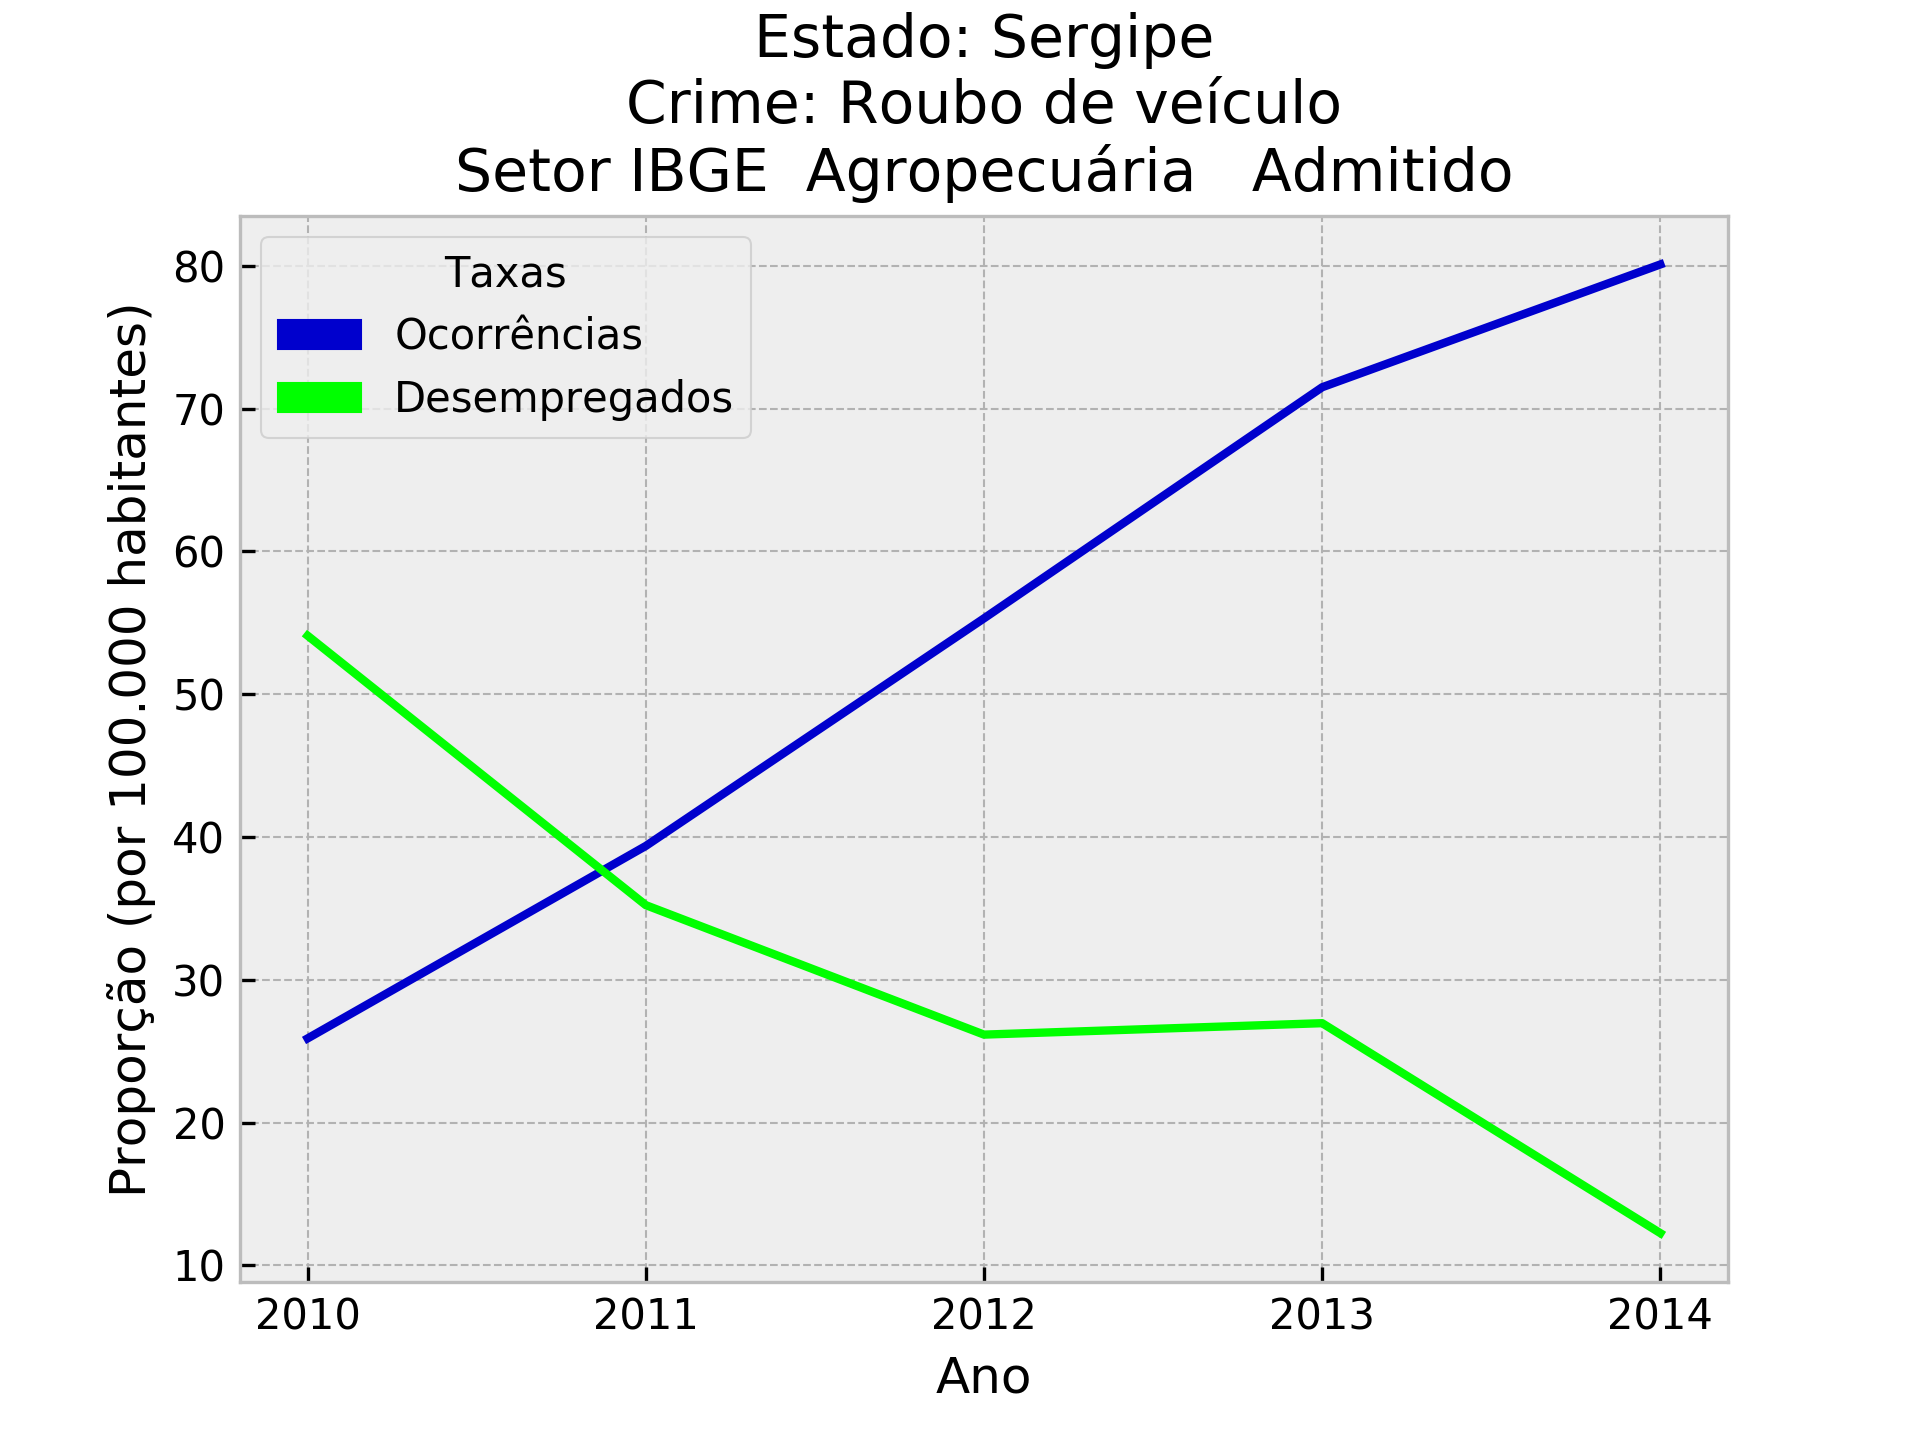 Estado: Sergipe
Crime: Roubo de veículo
Setor IBGE  Agropecuária   Admitido
Taxas
Ocorrências
Desempregados
Proporção (por 100.000 habitantes)
80
70
60
50
40
30
20
10
2010 2011 2012 2013 2014
Ano